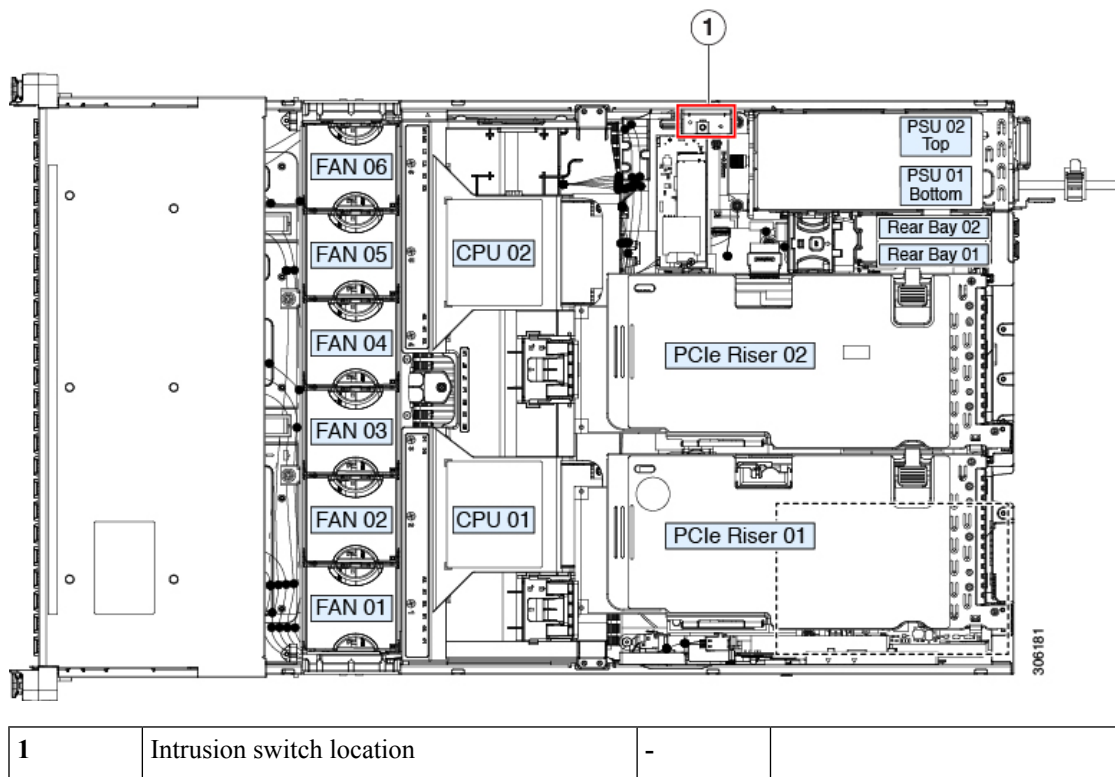 1
PSU 02
Top
FAN 06
PSU 01
Bottom
Rear Bay 02
FAN 05
CPU 02
Rear Bay 01
FAN 04
PCIe Riser 02
FAN 03
FAN 02
CPU 01
PCIe Riser 01
FAN 01
306181
1 Intrusion switch location -